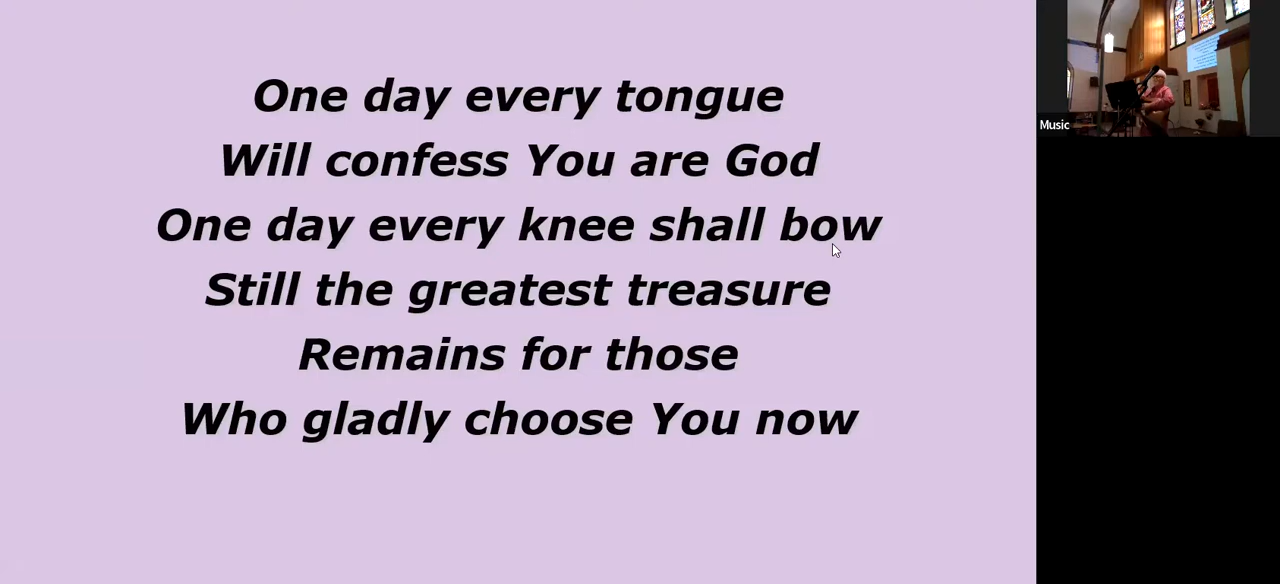 One day every tongue
Will confess You are God
One day every knee shall bow
Still the greatest treasure
Remains for those
Who gladly choose You now
Music